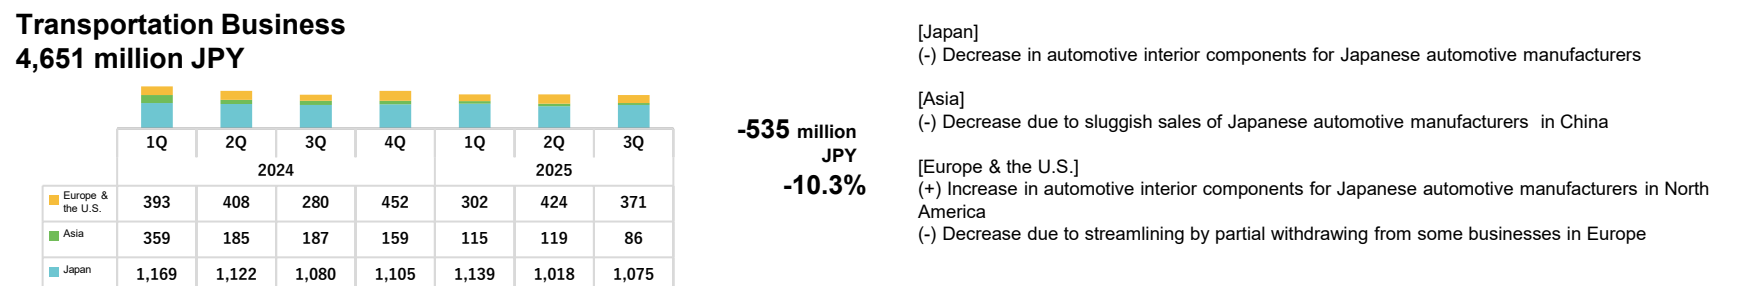 Transportation Business
4,651 million JPY
1Q 2Q 3Q 4Q 1Q 2Q 3Q
2024 2025
Europe &
the U.S. 393 408 280 452 302 424 371
Asia 359 185 187 159 115 119 86
Japan 1,169 1,122 1,080 1,105 1,139 1,018 1,075
-535 million
JPY
-10.3%
[Japan]
(-) Decrease in automotive interior components for Japanese automotive manufacturers
[Asia]
(-) Decrease due to sluggish sales of Japanese automotive manufacturers in China
[Europe & the U.S.]
(+) Increase in automotive interior components for Japanese automotive manufacturers in North
America
(-) Decrease due to streamlining by partial withdrawing from some businesses in Europe